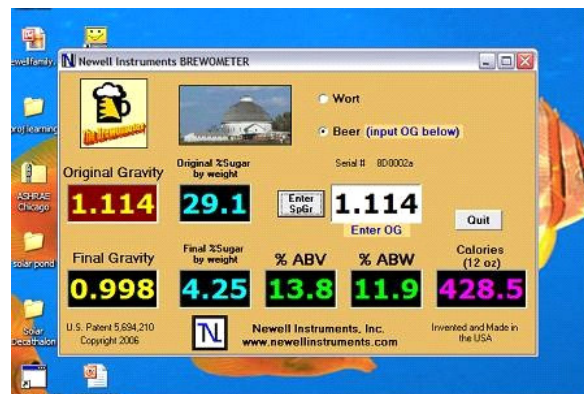 Newell Instruments BREWOMETER
The Brewometer
Wort
Beer (input OG below)
Serial # 8D0002a
Original Gravity
Original %Sugar
by weight
1.114
29.1
Enter
SpGr
1.114
Enter OG
Quit
Final Gravity
Final %Sugar
by weight
% ABV
% ABW
Calories
(12 oz)
0.998
4.25
13.8
11.9
428.5
U.S. Patent 5,694,210
Copyright 2006
N
Newell Instruments, Inc.
www.newellinstruments.com
Invented and Made in
the USA
ASHRAE
Chicago
solar pond
Solar
Decathalon